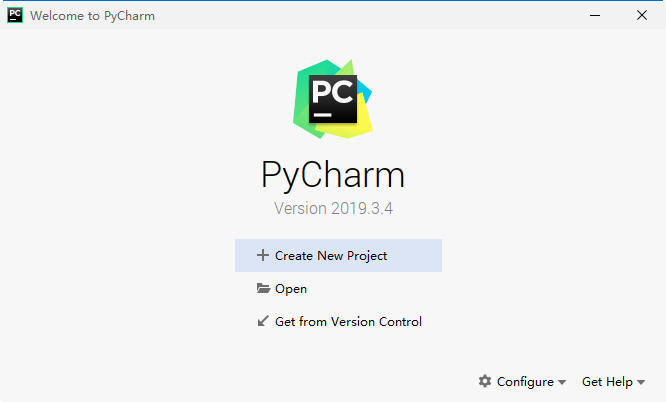 PC Welcome to PyCharm
PC
PyCharm
Version 2019.3.4
Create New Project
Open
Get from Version Control
Configure Get Help